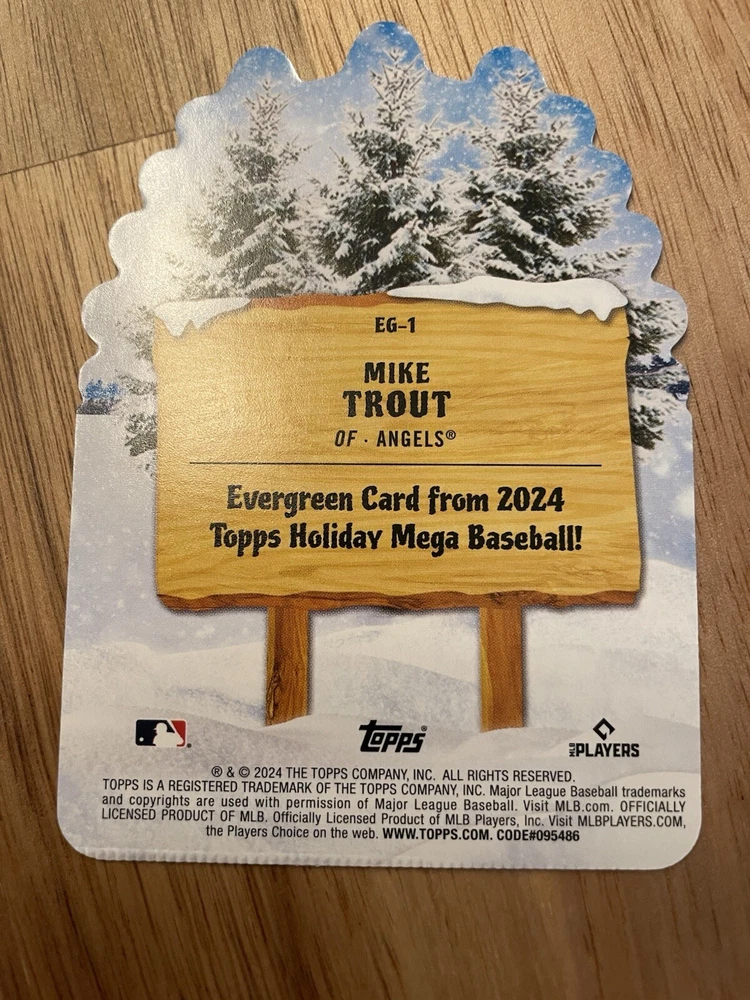 EG-1
MIKE
TROUT
OF · ANGELS®
Evergreen Card from 2024
Topps Holiday Mega Baseball!
topps®
MLB PLAYERS
® & © 2024 THE TOPPS COMPANY, INC. ALL RIGHTS RESERVED.
TOPPS IS A REGISTERED TRADEMARK OF THE TOPPS COMPANY, INC. Major League Baseball trademarks
and copyrights are used with permission of Major League Baseball. Visit MLB.com. OFFICIALLY
LICENSED PRODUCT OF MLB. Officially Licensed Product of MLB Players, Inc. Visit MLBPLAYERS.COM,
the Players Choice on the web. WWW.TOPPS.COM. CODE#095486